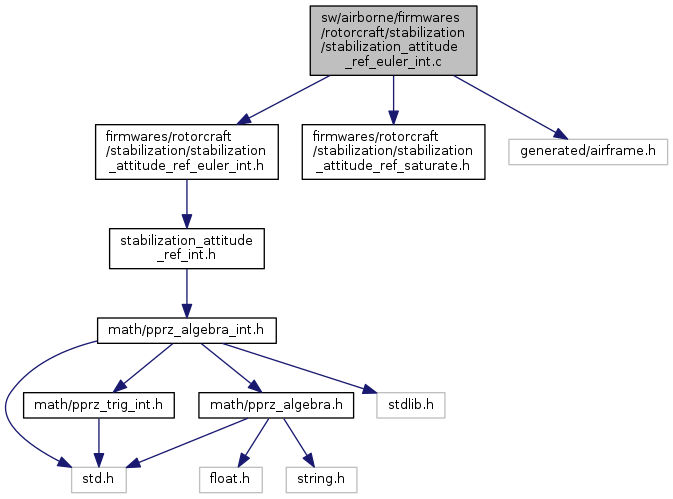 sw/airborne/firmwares
/rotorcraft/stabilization
/stabilization_attitude
_ref_euler_int.c
firmwares/rotorcraft
/stabilization/stabilization
_attitude_ref_euler_int.h
firmwares/rotorcraft
/stabilization/stabilization
_attitude_ref_saturate.h
generated/airframe.h
stabilization_attitude
_ref_int.h
math/pprz_algebra_int.h
math/pprz_trig_int.h
math/pprz_algebra.h
stdlib.h
std.h
float.h
string.h